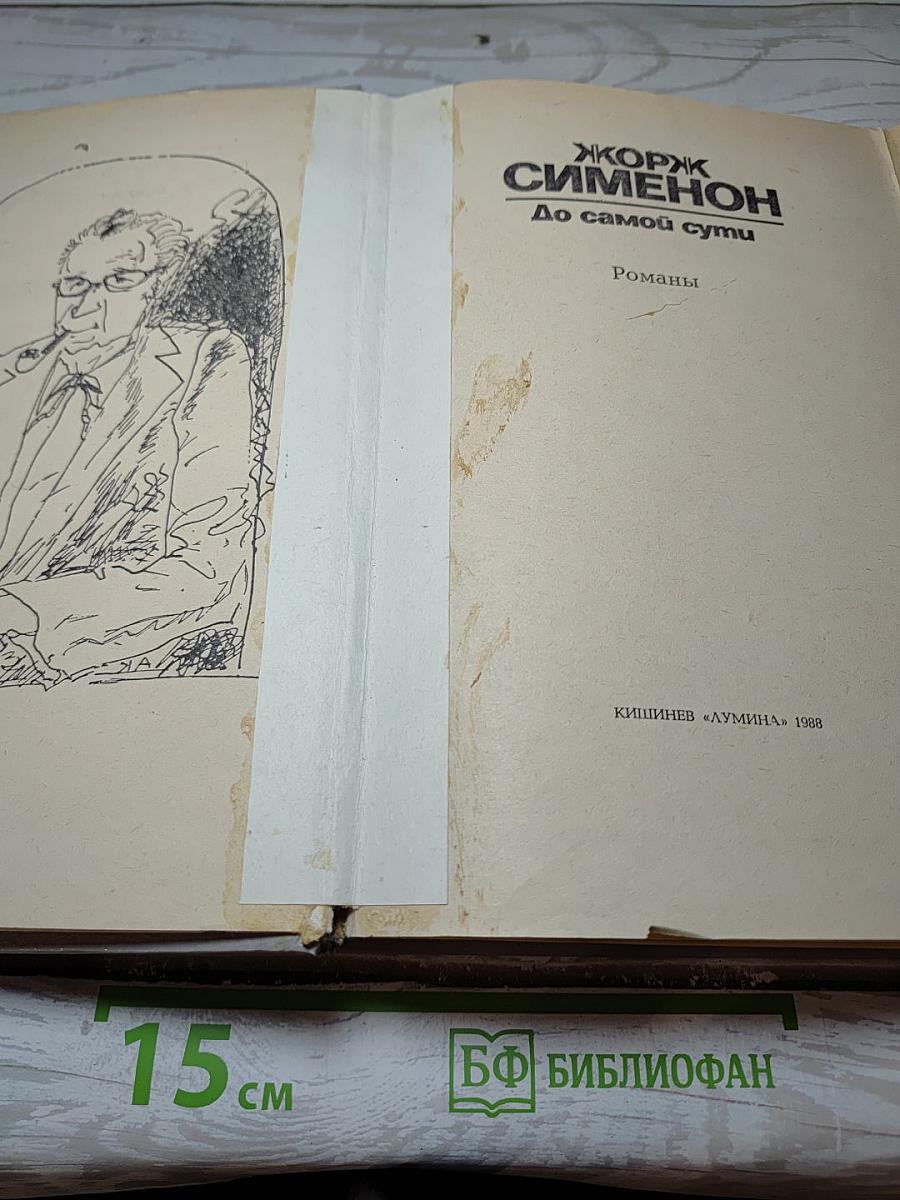 ЖОРЖ
СИМЕНОН
До самой сути
Романы
КИШИНЕВ «ЛУМИНА» 1988
15 см
БФ БИБЛИОФАН